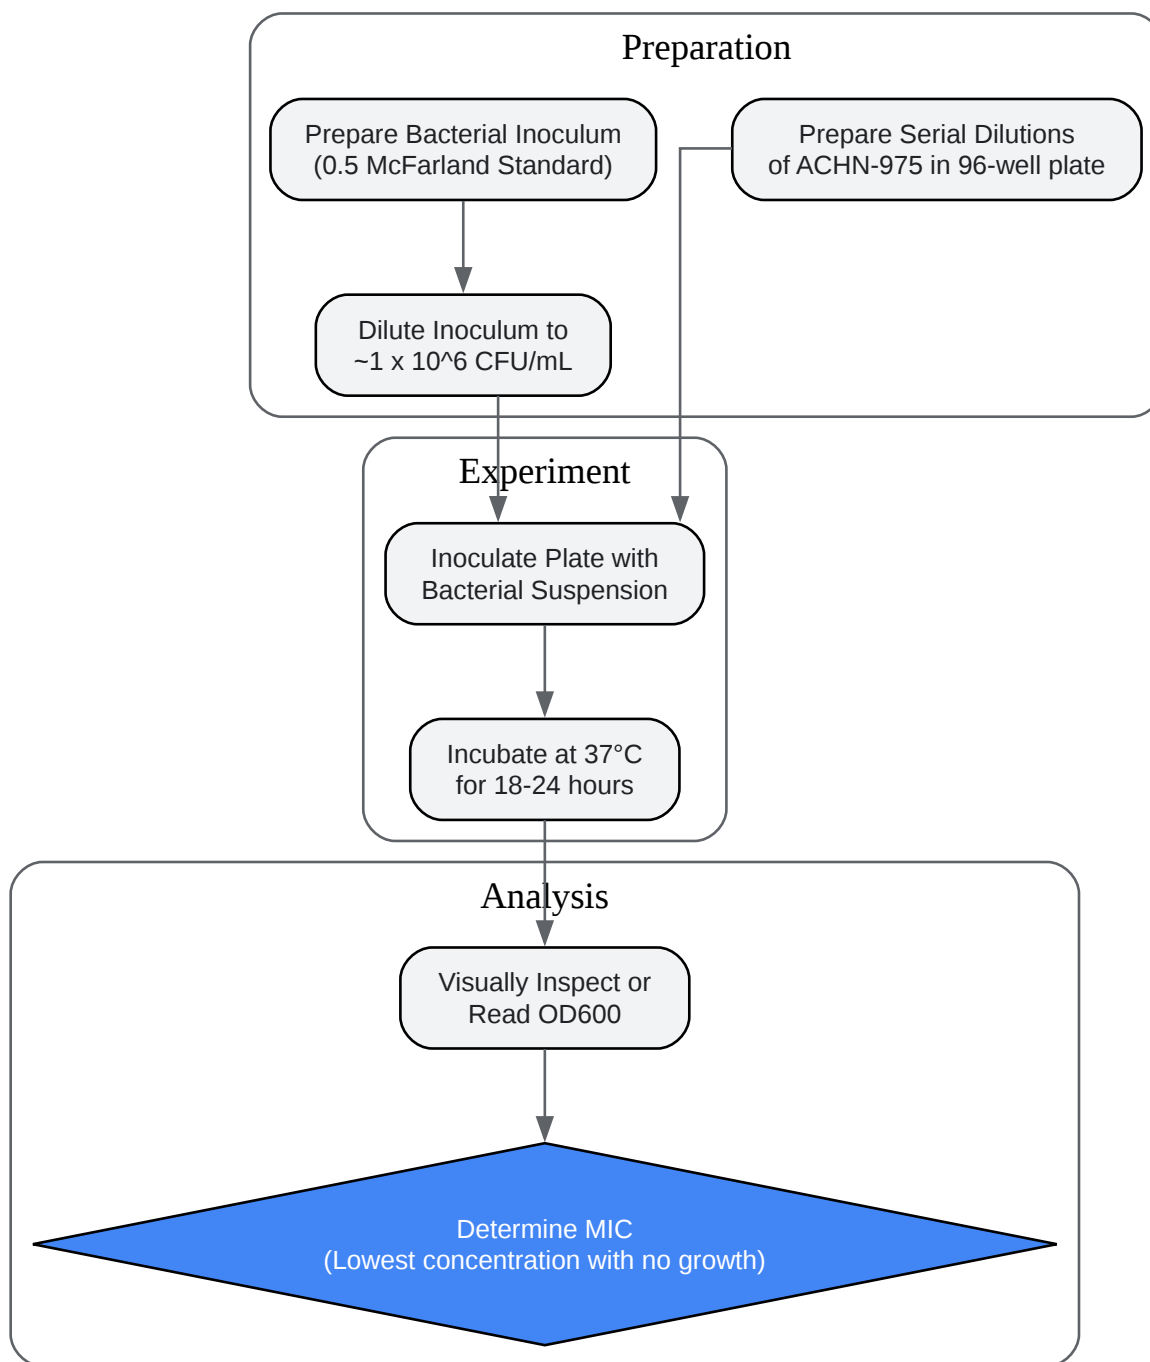 Preparation
Prepare Bacterial Inoculum
(0.5 McFarland Standard)
Prepare Serial Dilutions
of ACHN-975 in 96-well plate
Dilute Inoculum to
~1 x 10^6 CFU/mL
Experiment
Inoculate Plate with
Bacterial Suspension
Incubate at 37°C
for 18-24 hours
Analysis
Visually Inspect or
Read OD600
Determine MIC
(Lowest concentration with no growth)